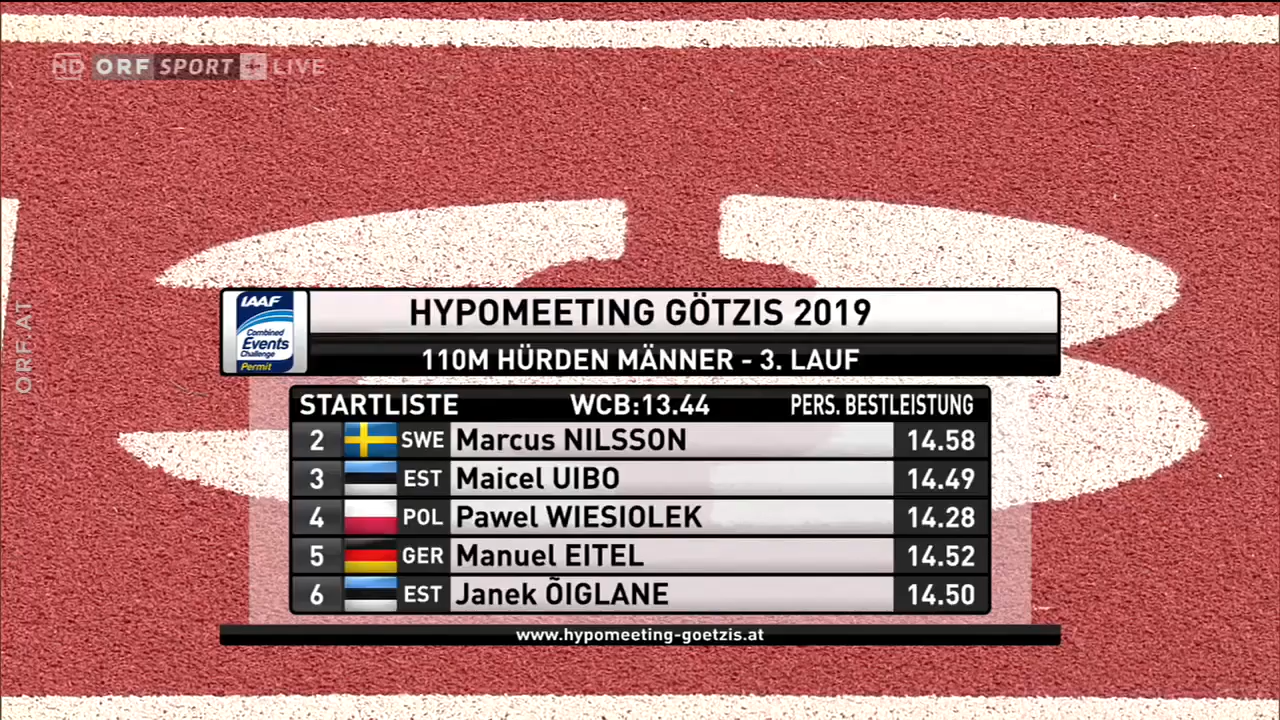 HD ORF SPORT + LIVE
ORF.AT
IAAF
Combined
Events
Challenge
Permit
HYPOMEETING GÖTZIS 2019
110M HÜRDEN MÄNNER - 3. LAUF
STARTLISTE WCB:13.44 PERS. BESTLEISTUNG
2 SWE Marcus NILSSON 14.58
3 EST Maicel UIBO 14.49
4 POL Pawel WIESIOLEK 14.28
5 GER Manuel EITEL 14.52
6 EST Janek ÕIGLANE 14.50
www.hypomeeting-goetzis.at